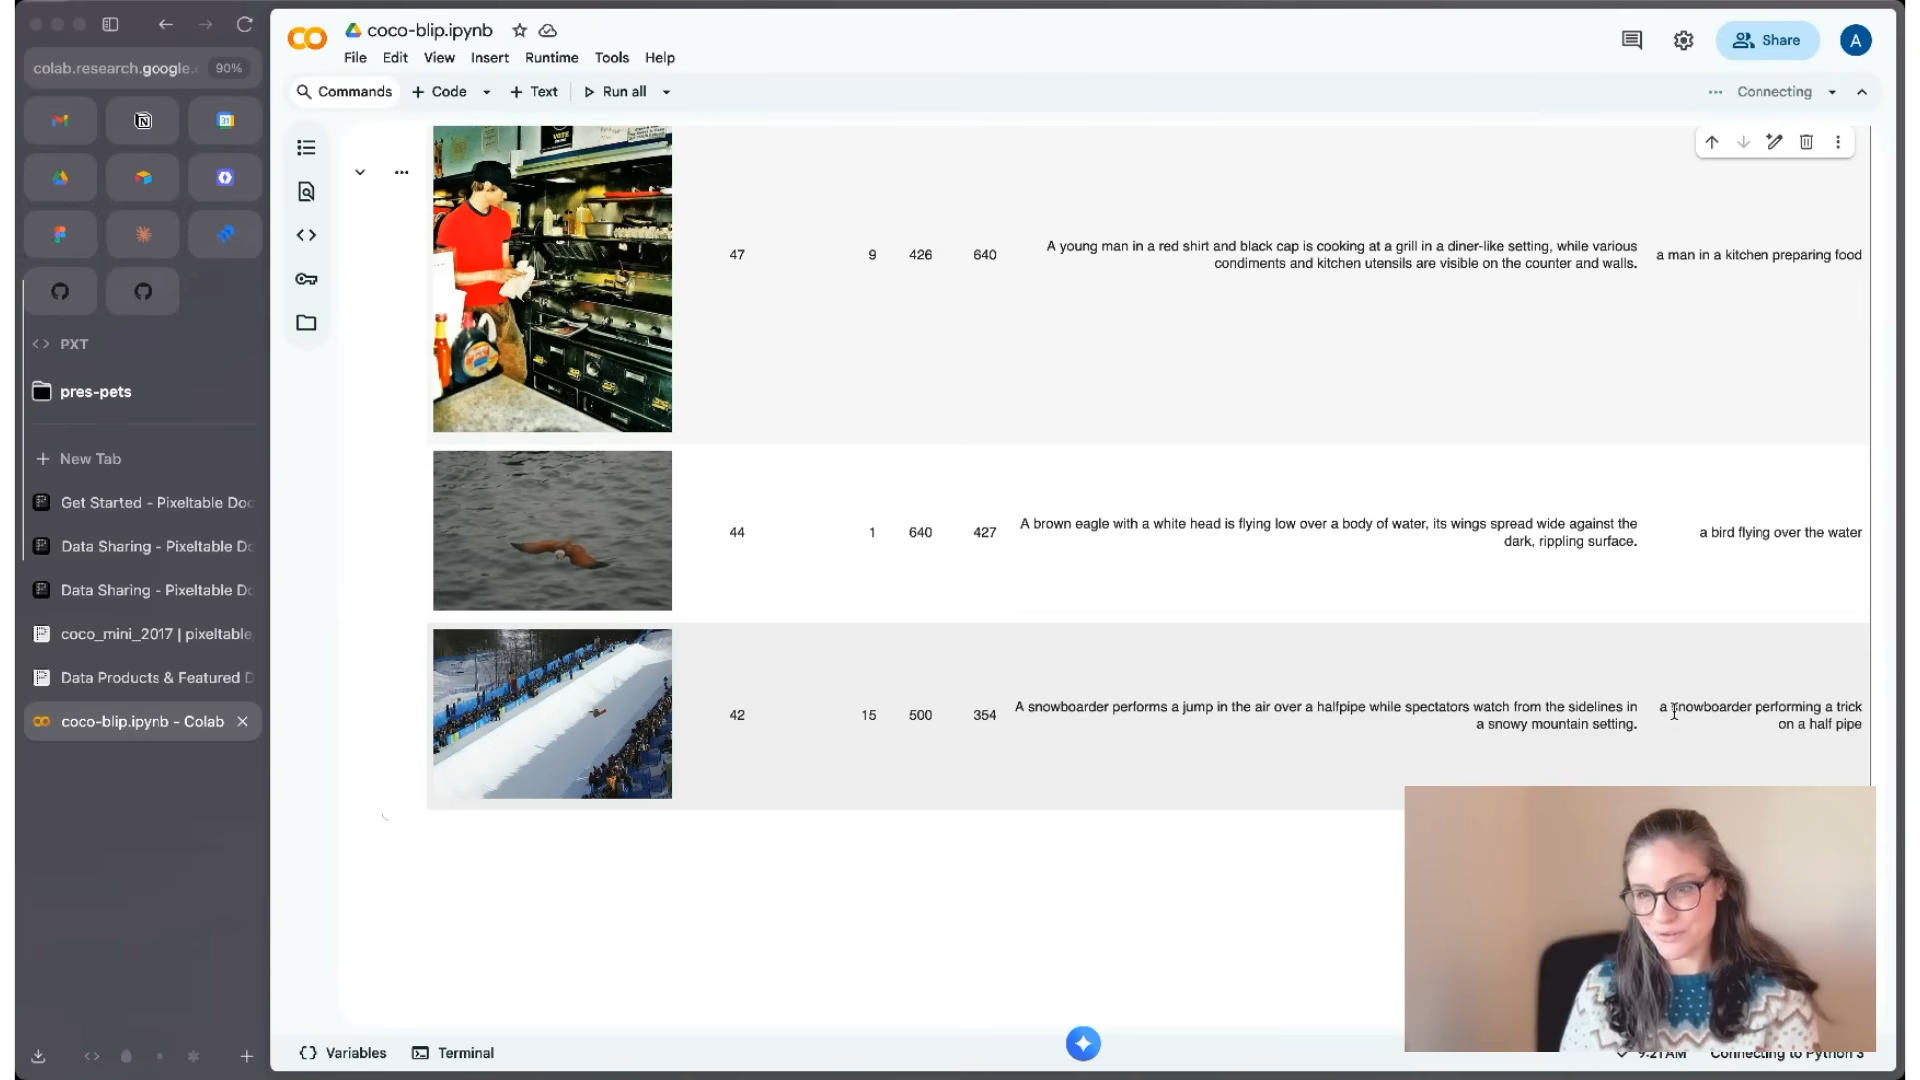 coco-blip.ipynb
File Edit View Insert Runtime Tools Help
Share
A
colab.research.google.
90%
Commands + Code + Text Run all
Connecting
31
VOTE
47 9 426 640
A young man in a red shirt and black cap is cooking at a grill in a diner-like setting, while various
condiments and kitchen utensils are visible on the counter and walls.
a man in a kitchen preparing food
<> PXT
pres-pets
+ New Tab
Get Started - Pixeltable Doc
Data Sharing - Pixeltable Do
Data Sharing - Pixeltable Do
coco_mini_2017 | pixeltable
Data Products & Featured D
coco-blip.ipynb - Colab
44 1 640 427
A brown eagle with a white head is flying low over a body of water, its wings spread wide against the
dark, rippling surface.
a bird flying over the water
42 15 500 354
A snowboarder performs a jump in the air over a halfpipe while spectators watch from the sidelines in
a snowy mountain setting.
a snowboarder performing a trick
on a half pipe
{} Variables
Terminal
9:21 AM
Connecting to Python 3